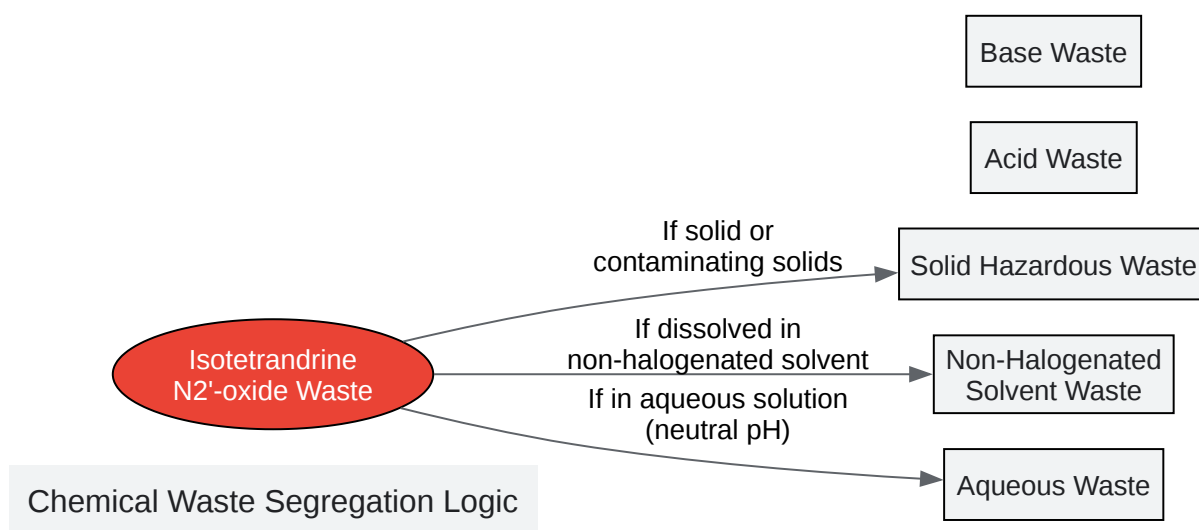 Base Waste
Acid Waste
If solid or
contaminating solids
Solid Hazardous Waste
Isotetrandrine
N2'-oxide Waste
If dissolved in
non-halogenated solvent
Non-Halogenated
Solvent Waste
If in aqueous solution
(neutral pH)
Aqueous Waste
Chemical Waste Segregation Logic